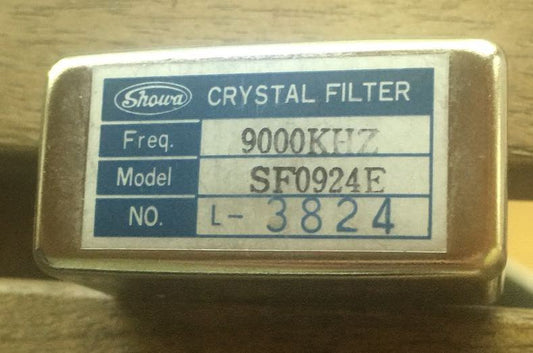 Showa CRYSTAL FILTER
Freq. 9000KHZ
Model SF0924E
NO. L-3824